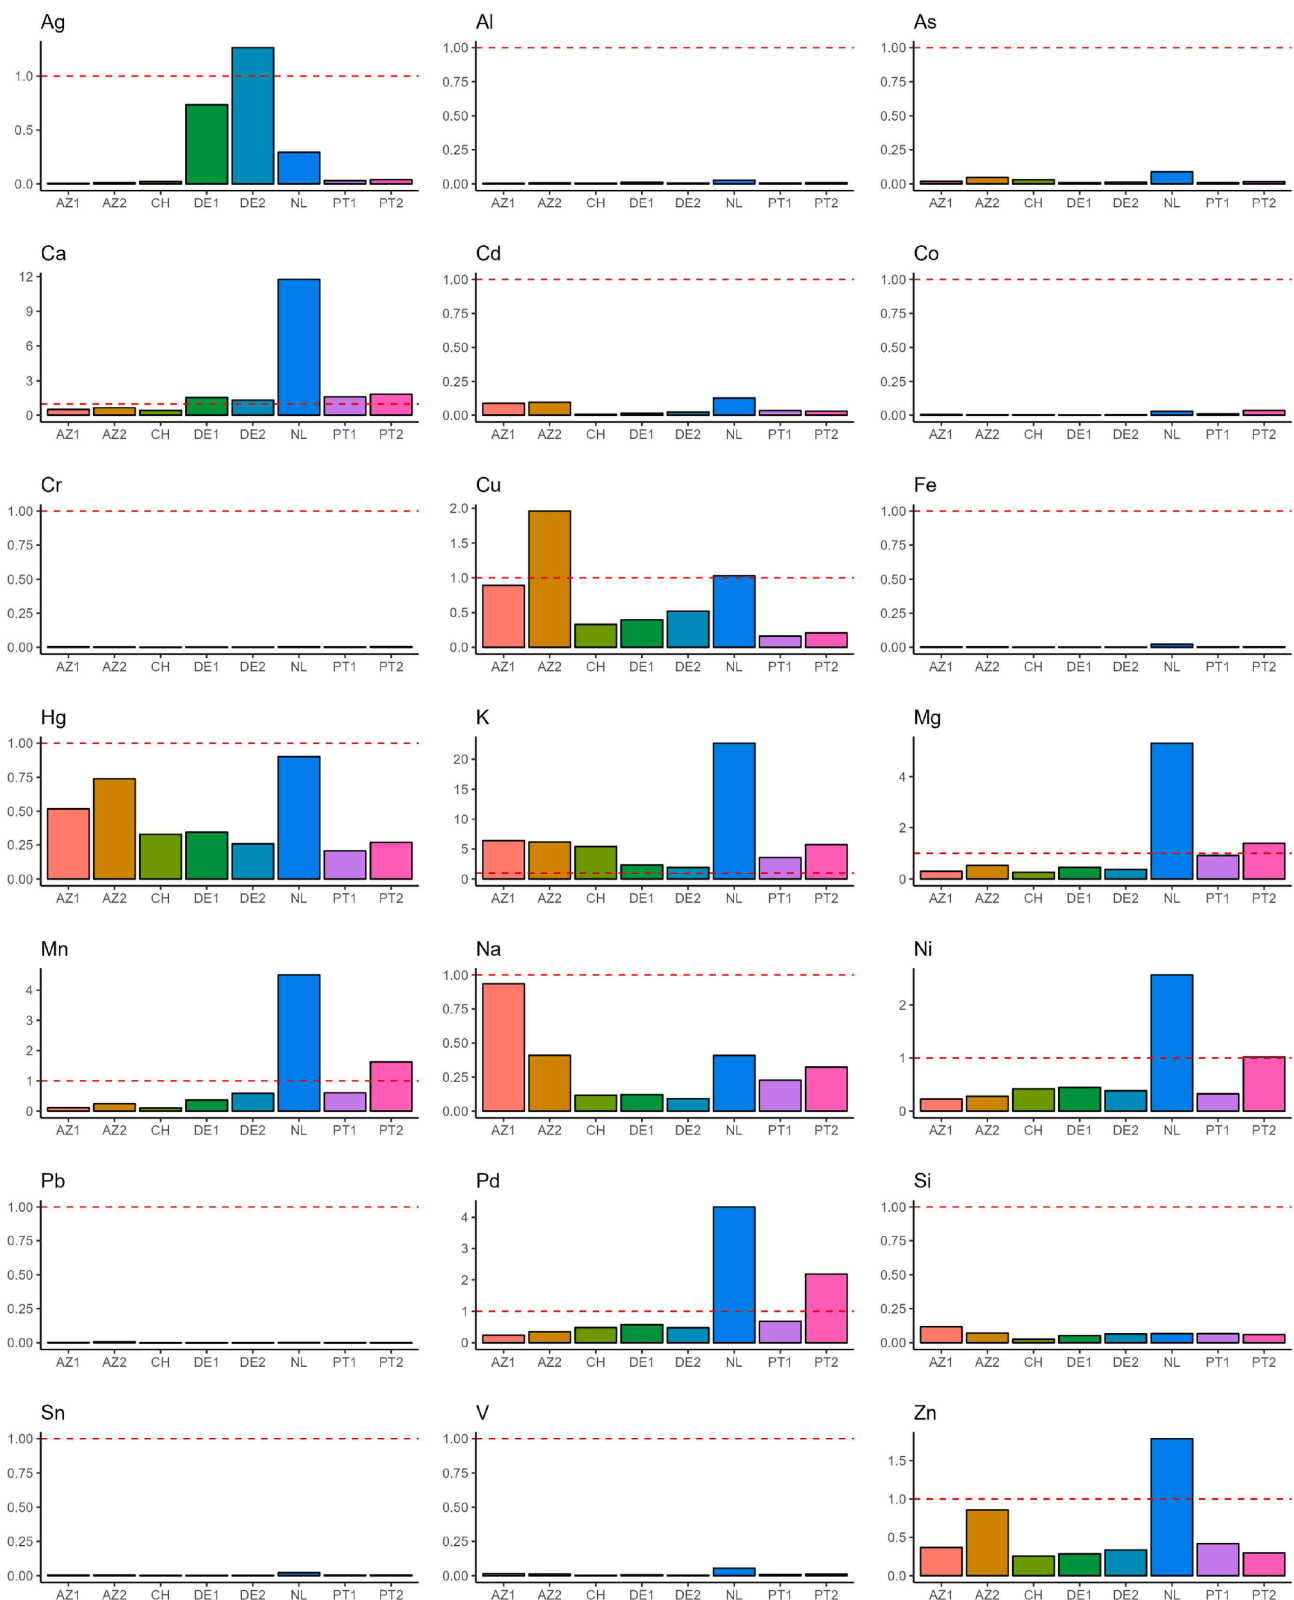 Ag Al As
1.0 1.00 1.00
0.75 0.75
0.5 0.50 0.50
0.25 0.25
0.0 0.00 0.00
AZ1 AZ2 CH DE1 DE2 NL PT1 PT2 AZ1 AZ2 CH DE1 DE2 NL PT1 PT2 AZ1 AZ2 CH DE1 DE2 NL PT1 PT2
Ca Cd Co
12 1.00 1.00
9 0.75 0.75
6 0.50 0.50
3 0.25 0.25
0 0.00 0.00
AZ1 AZ2 CH DE1 DE2 NL PT1 PT2 AZ1 AZ2 CH DE1 DE2 NL PT1 PT2 AZ1 AZ2 CH DE1 DE2 NL PT1 PT2
Cr Cu Fe
1.00 2.0 1.00
0.75 1.5 0.75
0.50 1.0 0.50
0.25 0.5 0.25
0.00 0.0 0.00
AZ1 AZ2 CH DE1 DE2 NL PT1 PT2 AZ1 AZ2 CH DE1 DE2 NL PT1 PT2 AZ1 AZ2 CH DE1 DE2 NL PT1 PT2
Hg K Mg
1.00 20 4
0.75 15
0.50 10 2
0.25 5
0.00 0 0
AZ1 AZ2 CH DE1 DE2 NL PT1 PT2 AZ1 AZ2 CH DE1 DE2 NL PT1 PT2 AZ1 AZ2 CH DE1 DE2 NL PT1 PT2
Mn Na Ni
4 1.00 2
3 0.75
2 0.50 1
1 0.25
0 0.00 0
AZ1 AZ2 CH DE1 DE2 NL PT1 PT2 AZ1 AZ2 CH DE1 DE2 NL PT1 PT2 AZ1 AZ2 CH DE1 DE2 NL PT1 PT2
Pb Pd Si
1.00 4 1.00
0.75 3 0.75
0.50 2 0.50
0.25 1 0.25
0.00 0 0.00
AZ1 AZ2 CH DE1 DE2 NL PT1 PT2 AZ1 AZ2 CH DE1 DE2 NL PT1 PT2 AZ1 AZ2 CH DE1 DE2 NL PT1 PT2
Sn V Zn
1.00 1.00 1.5
0.75 0.75 1.0
0.50 0.50 0.5
0.25 0.25
0.00 0.00 0.0
AZ1 AZ2 CH DE1 DE2 NL PT1 PT2 AZ1 AZ2 CH DE1 DE2 NL PT1 PT2 AZ1 AZ2 CH DE1 DE2 NL PT1 PT2